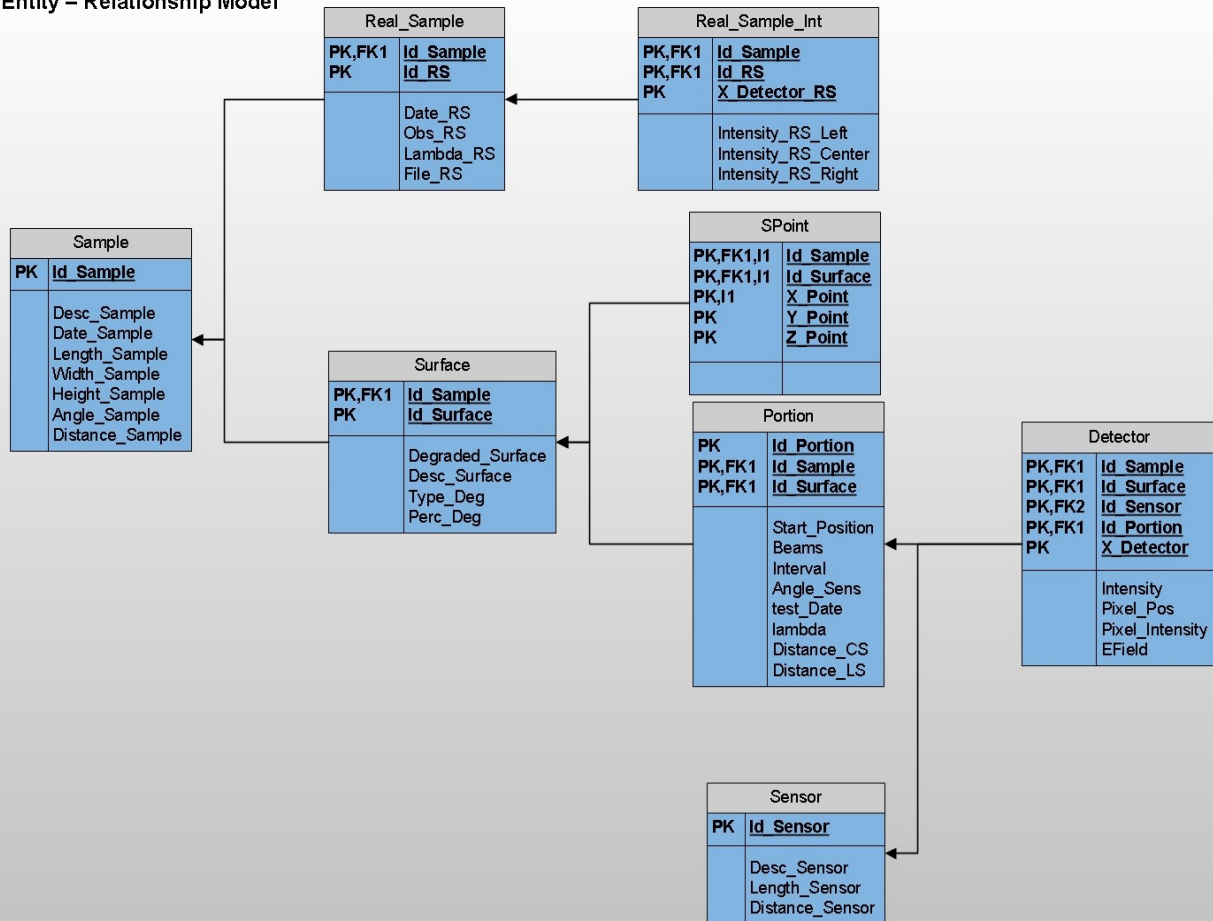 Entity – Relationship Model
Real_Sample
PK,FK1 Id_Sample
PK Id_RS
Date_RS
Obs_RS
Lambda_RS
File_RS
Real_Sample_Int
PK,FK1 Id_Sample
PK,FK1 Id_RS
PK X_Detector_RS
Intensity_RS_Left
Intensity_RS_Center
Intensity_RS_Right
Sample
PK Id_Sample
Desc_Sample
Date_Sample
Length_Sample
Width_Sample
Height_Sample
Angle_Sample
Distance_Sample
SPoint
PK,FK1,I1 Id_Sample
PK,FK1,I1 Id_Surface
PK,I1 X_Point
PK Y_Point
PK Z_Point
Surface
PK,FK1 Id_Sample
PK Id_Surface
Degraded_Surface
Desc_Surface
Type_Deg
Perc_Deg
Portion
PK Id_Portion
PK,FK1 Id_Sample
PK,FK1 Id_Surface
Start_Position
Beams
Interval
Angle_Sens
test_Date
lambda
Distance_CS
Distance_LS
Detector
PK,FK1 Id_Sample
PK,FK1 Id_Surface
PK,FK2 Id_Sensor
PK,FK1 Id_Portion
PK X_Detector
Intensity
Pixel_Pos
Pixel_Intensity
EField
Sensor
PK Id_Sensor
Desc_Sensor
Length_Sensor
Distance_Sensor